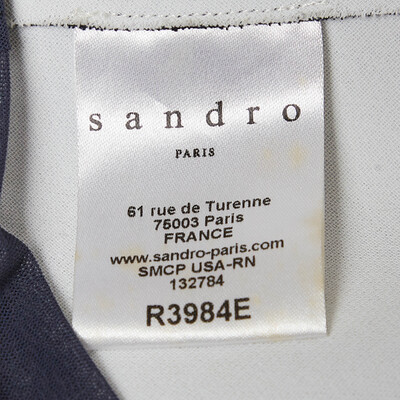 sandro
PARIS
61 rue de Turenne
75003 Paris
FRANCE
www.sandro-paris.com
SMCP USA-RN
132784
R3984E